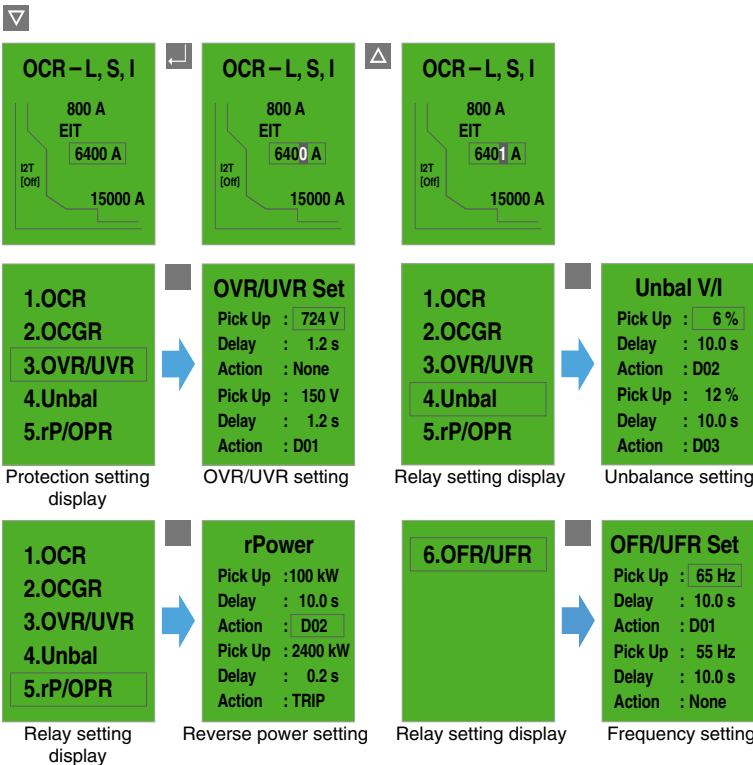 OCR – L, S, I
800 A
EIT
6400 A
I2T
[Off]
15000 A
OCR – L, S, I
800 A
EIT
6400 A
I2T
[Off]
15000 A
OCR – L, S, I
800 A
EIT
6401 A
I2T
[Off]
15000 A
1.OCR
2.OCGR
3.OVR/UVR
4.Unbal
5.rP/OPR
Protection setting
display
OVR/UVR Set
Pick Up : 724 V
Delay : 1.2 s
Action : None
Pick Up : 150 V
Delay : 1.2 s
Action : D01
OVR/UVR setting
1.OCR
2.OCGR
3.OVR/UVR
4.Unbal
5.rP/OPR
Relay setting display
Unbal V/I
Pick Up : 6 %
Delay : 10.0 s
Action : D02
Pick Up : 12 %
Delay : 10.0 s
Action : D03
Unbalance setting
1.OCR
2.OCGR
3.OVR/UVR
4.Unbal
5.rP/OPR
Relay setting
display
rPower
Pick Up :100 kW
Delay : 10.0 s
Action : D02
Pick Up : 2400 kW
Delay : 0.2 s
Action : TRIP
Reverse power setting
6.OFR/UFR
Relay setting display
OFR/UFR Set
Pick Up : 65 Hz
Delay : 10.0 s
Action : D01
Pick Up : 55 Hz
Delay : 10.0 s
Action : None
Frequency setting